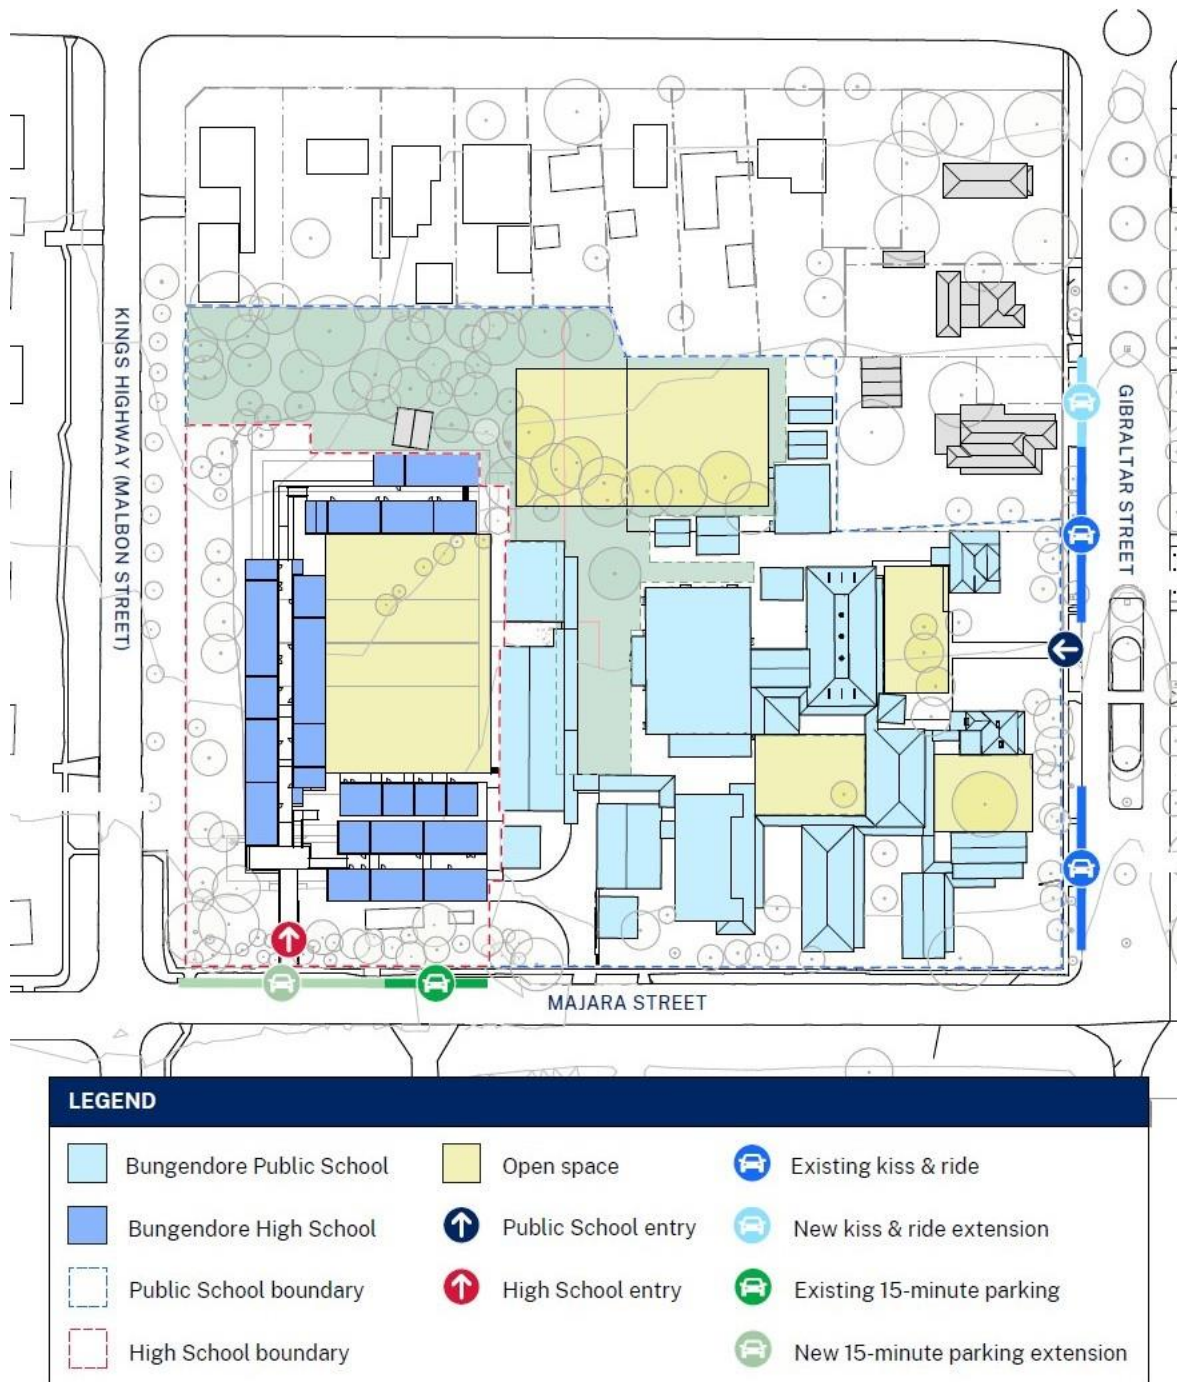 KINGS HIGHWAY (MALBON STREET)
GIBRALTAR STREET
MAJARA STREET
LEGEND
Bungendore Public School
Bungendore High School
Public School boundary
High School boundary
Open space
Public School entry
High School entry
Existing kiss & ride
New kiss & ride extension
Existing 15-minute parking
New 15-minute parking extension